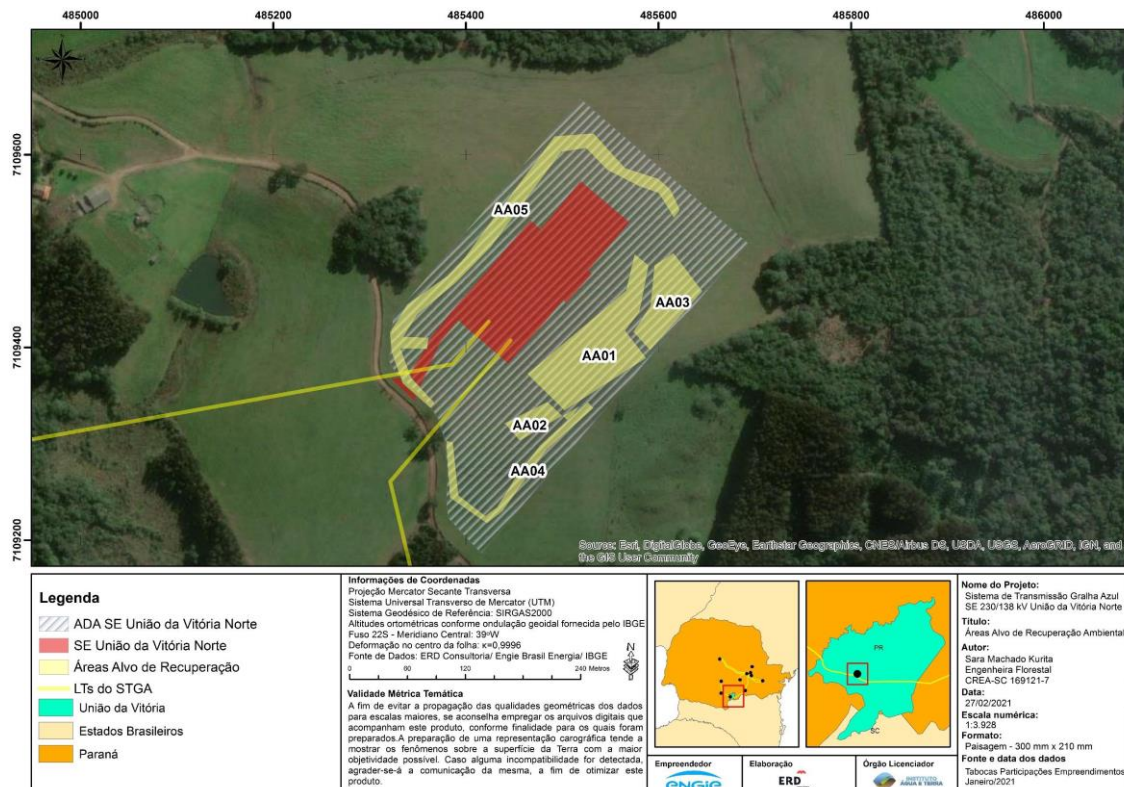 485000 485200 485400 485600 485800 486000
7109600
7109400
7109200
AA05
AA03
AA01
AA02
AA04
Source: Esri, DigitalGlobe, GeoEye, Earthstar Geographics, CNES/Airbus DS, USDA, USGS, AeroGRID, IGN, and
the GIS User Community
Legenda
ADA SE União da Vitória Norte
SE União da Vitória Norte
Áreas Alvo de Recuperação
LTs do STGA
União da Vitória
Estados Brasileiros
Paraná
Informações de Coordenadas
Projeção Mercator Secante Transversa
Sistema Universal Transverso de Mercator (UTM)
Sistema Geodésico de Referência: SIRGAS2000
Altitudes ortométricas conforme ondulação geoidal fornecida pelo IBGE
Fuso 22S - Meridiano Central: 39ºW
Deformação no centro da folha: κ=0,9996
Fonte de Dados: ERD Consultoria/ Engie Brasil Energia/ IBGE
0 60 120 240 Metros
N
Validade Métrica Temática
A fim de evitar a propagação das qualidades geométricas dos dados
para escalas maiores, se aconselha empregar os arquivos digitais que
acompanham este produto, conforme finalidade para os quais foram
preparados.A preparação de uma representação carográfica tende a
mostrar os fenômenos sobre a superfície da Terra com a maior
objetividade possível. Caso alguma incompatibilidade for detectada,
agrader-se-á a comunicação da mesma, a fim de otimizar este
produto.
PR
SC
Empreendedor
ENGIE
Elaboração
ERD
Órgão Licenciador
INSTITUTO
ÁGUA E TERRA
Nome do Projeto:
Sistema de Transmissão Gralha Azul
SE 230/138 kV União da Vitória Norte
Título:
Áreas Alvo de Recuperação Ambiental
Autor:
Sara Machado Kurita
Engenheira Florestal
CREA-SC 169121-7
Data:
27/02/2021
Escala numérica:
1:3.928
Formato:
Paisagem - 300 mm x 210 mm
Fonte e data dos dados
Tabocas Participações Empreendimentos
Janeiro/2021